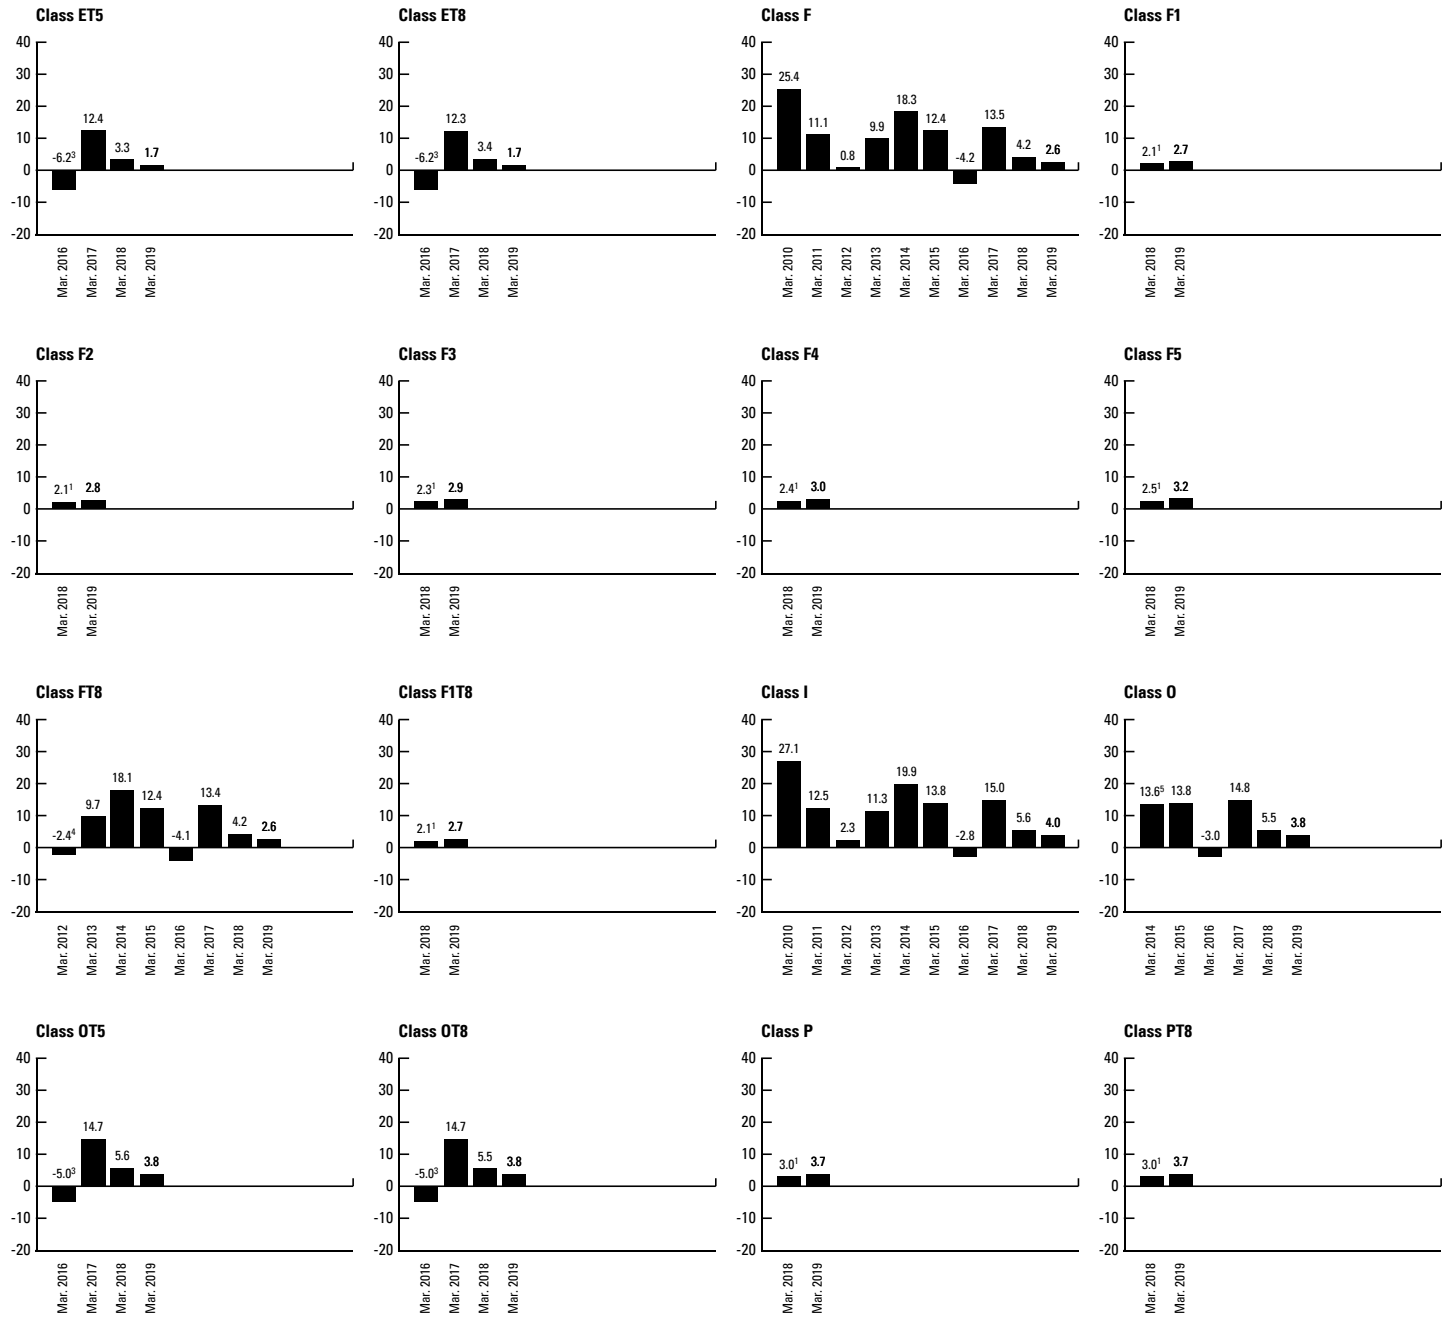 Class ET5
40
30
20
10
0
-10
-20
-6.2³
12.4
3.3
1.7
Mar. 2016
Mar. 2017
Mar. 2018
Mar. 2019
Class ET8
40
30
20
10
0
-10
-20
-6.2³
12.3
3.4
1.7
Mar. 2016
Mar. 2017
Mar. 2018
Mar. 2019
Class F
40
30
20
10
0
-10
-20
25.4
11.1
0.8
9.9
18.3
12.4
-4.2
13.5
4.2
2.6
Mar. 2010
Mar. 2011
Mar. 2012
Mar. 2013
Mar. 2014
Mar. 2015
Mar. 2016
Mar. 2017
Mar. 2018
Mar. 2019
Class F1
40
30
20
10
0
-10
-20
2.1¹
2.7
Mar. 2018
Mar. 2019
Class F2
40
30
20
10
0
-10
-20
2.1¹
2.8
Mar. 2018
Mar. 2019
Class F3
40
30
20
10
0
-10
-20
2.3¹
2.9
Mar. 2018
Mar. 2019
Class F4
40
30
20
10
0
-10
-20
2.4¹
3.0
Mar. 2018
Mar. 2019
Class F5
40
30
20
10
0
-10
-20
2.5¹
3.2
Mar. 2018
Mar. 2019
Class FT8
40
30
20
10
0
-10
-20
-2.4⁴
9.7
18.1
12.4
-4.1
13.4
4.2
2.6
Mar. 2012
Mar. 2013
Mar. 2014
Mar. 2015
Mar. 2016
Mar. 2017
Mar. 2018
Mar. 2019
Class F1T8
40
30
20
10
0
-10
-20
2.1¹
2.7
Mar. 2018
Mar. 2019
Class I
40
30
20
10
0
-10
-20
27.1
12.5
2.3
11.3
19.9
13.8
-2.8
15.0
5.6
4.0
Mar. 2010
Mar. 2011
Mar. 2012
Mar. 2013
Mar. 2014
Mar. 2015
Mar. 2016
Mar. 2017
Mar. 2018
Mar. 2019
Class O
40
30
20
10
0
-10
-20
13.6⁵
13.8
-3.0
14.8
5.5
3.8
Mar. 2014
Mar. 2015
Mar. 2016
Mar. 2017
Mar. 2018
Mar. 2019
Class OT5
40
30
20
10
0
-10
-20
-5.0³
14.7
5.6
3.8
Mar. 2016
Mar. 2017
Mar. 2018
Mar. 2019
Class OT8
40
30
20
10
0
-10
-20
-5.0³
14.7
5.5
3.8
Mar. 2016
Mar. 2017
Mar. 2018
Mar. 2019
Class P
40
30
20
10
0
-10
-20
3.0¹
3.7
Mar. 2018
Mar. 2019
Class PT8
40
30
20
10
0
-10
-20
3.0¹
3.7
Mar. 2018
Mar. 2019